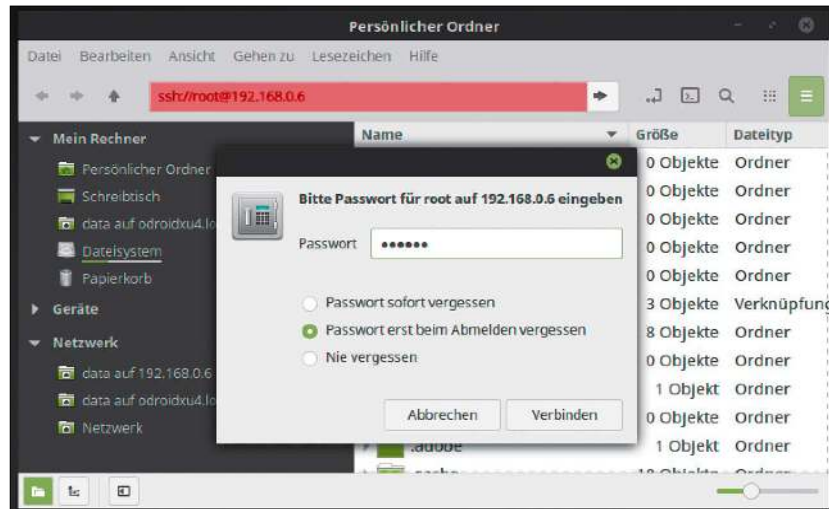 Persönlicher Ordner
Datei Bearbeiten Ansicht Gehen zu Lesezeichen Hilfe
ssh://root@192.168.0.6
Mein Rechner
Persönlicher Ordner
Schreibtisch
data auf odroidxu4.lo
Dateisystem
Papierkorb
Geräte
Netzwerk
data auf 192.168.0.6
data auf odroidxu4.lo
Netzwerk
Name Größe Dateityp
0 Objekte Ordner
0 Objekte Ordner
0 Objekte Ordner
0 Objekte Ordner
0 Objekte Ordner
3 Objekte Verknüpfung
8 Objekte Ordner
0 Objekte Ordner
1 Objekt Ordner
0 Objekte Ordner
.adobe 1 Objekt Ordner
Bitte Passwort für root auf 192.168.0.6 eingeben
Passwort ••••••
Passwort sofort vergessen
Passwort erst beim Abmelden vergessen
Nie vergessen
Abbrechen Verbinden